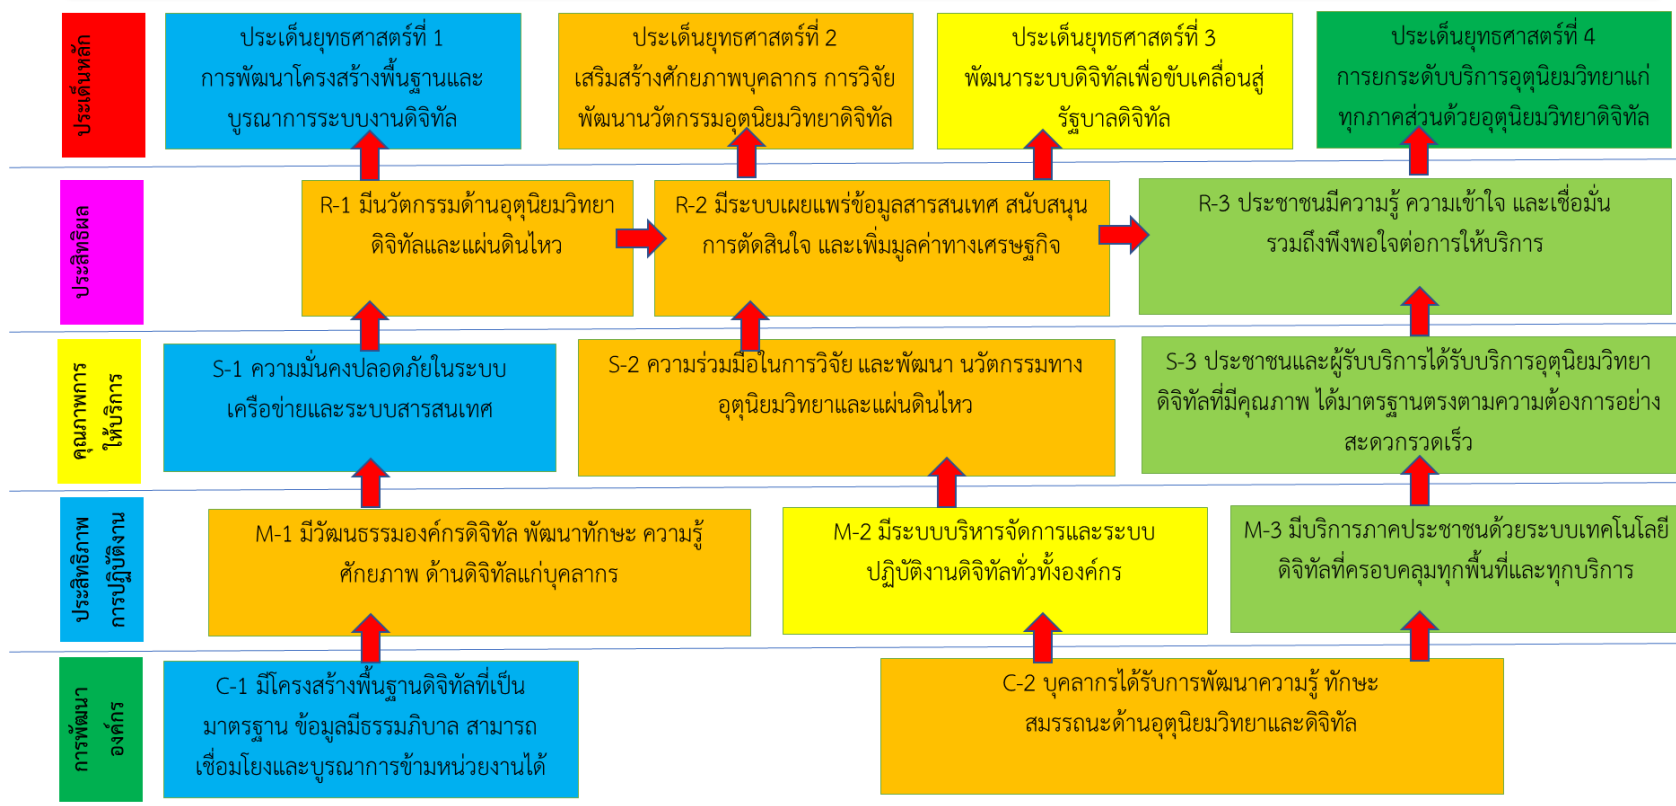 ประเด็นหลัก
ประเด็นยุทธศาสตร์ที่ 1
การพัฒนาโครงสร้างพื้นฐานและ
บูรณาการระบบงานดิจิทัล
ประเด็นยุทธศาสตร์ที่ 2
เสริมสร้างศักยภาพบุคลากร การวิจัย
พัฒนานวัตกรรมอุตุนิยมวิทยาดิจิทัล
ประเด็นยุทธศาสตร์ที่ 3
พัฒนาระบบดิจิทัลเพื่อขับเคลื่อนสู่
รัฐบาลดิจิทัล
ประเด็นยุทธศาสตร์ที่ 4
การยกระดับบริการอุตุนิยมวิทยาแก่
ทุกภาคส่วนด้วยอุตุนิยมวิทยาดิจิทัล
ประสิทธิผล
R-1 มีนวัตกรรมด้านอุตุนิยมวิทยา
ดิจิทัลและแผ่นดินไหว
R-2 มีระบบเผยแพร่ข้อมูลสารสนเทศ สนับสนุน
การตัดสินใจ และเพิ่มมูลค่าทางเศรษฐกิจ
R-3 ประชาชนมีความรู้ ความเข้าใจ และเชื่อมั่น
รวมถึงพึงพอใจต่อการให้บริการ
คุณภาพการ
ให้บริการ
S-1 ความมั่นคงปลอดภัยในระบบ
เครือข่ายและระบบสารสนเทศ
S-2 ความร่วมมือในการวิจัย และพัฒนา นวัตกรรมทาง
อุตุนิยมวิทยาและแผ่นดินไหว
S-3 ประชาชนและผู้รับบริการได้รับบริการอุตุนิยมวิทยา
ดิจิทัลที่มีคุณภาพ ได้มาตรฐานตรงตามความต้องการอย่าง
สะดวกรวดเร็ว
ประสิทธิภาพ
การปฏิบัติงาน
M-1 มีวัฒนธรรมองค์กรดิจิทัล พัฒนาทักษะ ความรู้
ศักยภาพ ด้านดิจิทัลแก่บุคลากร
M-2 มีระบบบริหารจัดการและระบบ
ปฏิบัติงานดิจิทัลทั่วทั้งองค์กร
M-3 มีบริการภาคประชาชนด้วยระบบเทคโนโลยี
ดิจิทัลที่ครอบคลุมทุกพื้นที่และทุกบริการ
การพัฒนา
องค์กร
C-1 มีโครงสร้างพื้นฐานดิจิทัลที่เป็น
มาตรฐาน ข้อมูลมีธรรมภิบาล สามารถ
เชื่อมโยงและบูรณาการข้ามหน่วยงานได้
C-2 บุคลากรได้รับการพัฒนาความรู้ ทักษะ
สมรรถนะด้านอุตุนิยมวิทยาและดิจิทัล